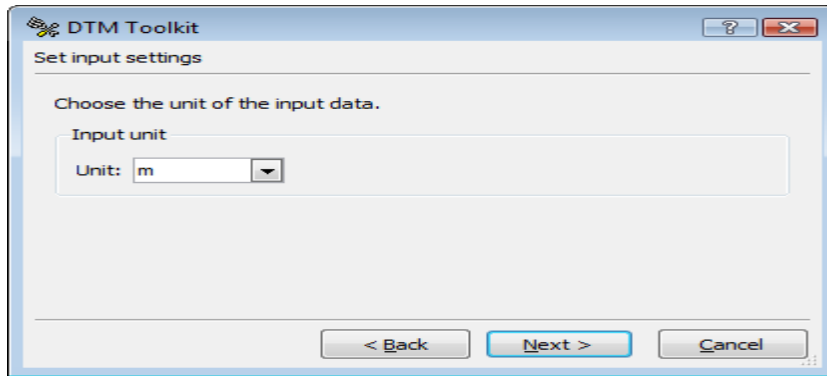 DTM Toolkit
Set input settings
Choose the unit of the input data.
Input unit
Unit: m
< Back Next > Cancel